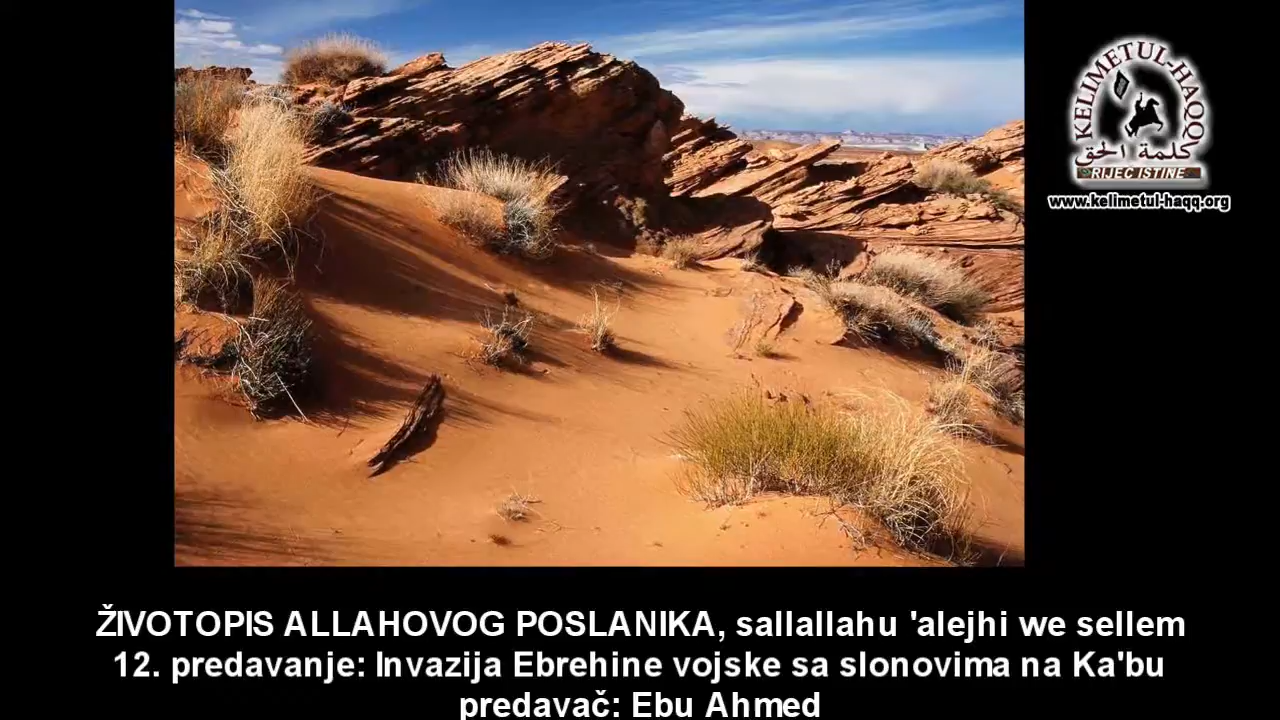 KELIMETUL-HAQQ
كلمة الحق
RIJEC ISTINE
www.kelimetul-haqq.org
ŽIVOTOPIS ALLAHOVOG POSLANIKA, sallallahu 'alejhi we sellem
12. predavanje: Invazija Ebrehine vojske sa slonovima na Ka'bu
predavač: Ebu Ahmed